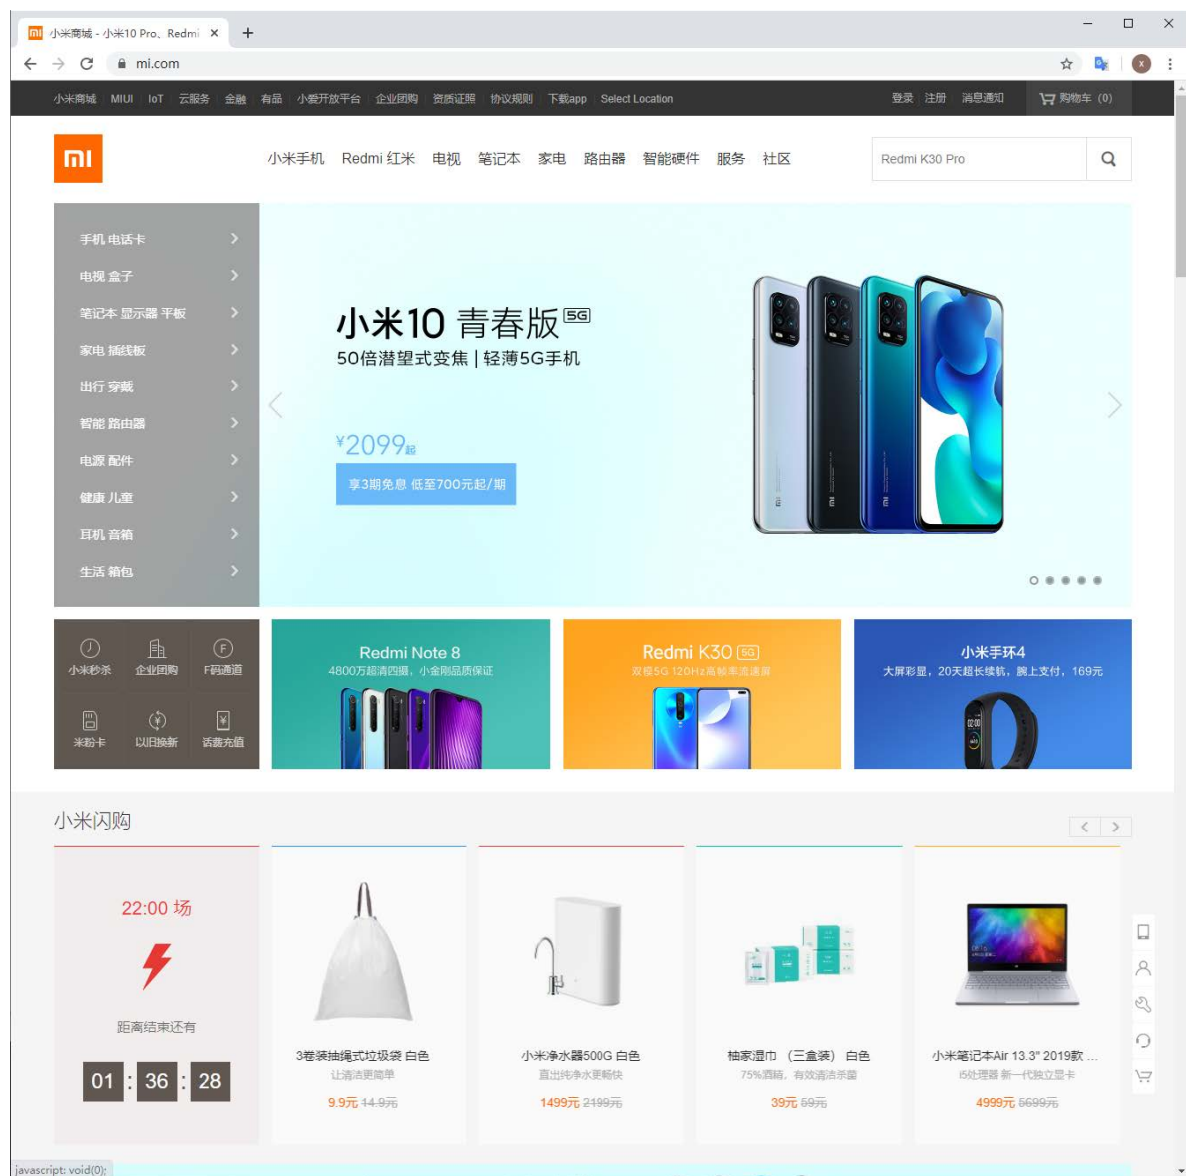 小米商城 - 小米10 Pro、Redmi
mi.com
小米商城 MIUI IoT 云服务 金融 有品 小爱开放平台 企业团购 资质证照 协议规则 下载app Select Location 登录 注册 消息通知 购物车 (0)
小米手机 Redmi 红米 电视 笔记本 家电 路由器 智能硬件 服务 社区 Redmi K30 Pro
手机 电话卡
电视 盒子
笔记本 显示器 平板
家电 插线板
出行 穿戴
智能 路由器
电源 配件
健康 儿童
耳机 音箱
生活 箱包
小米10 青春版 5G
50倍潜望式变焦 | 轻薄5G手机
¥2099起
享3期免息 低至700元起/期
小米秒杀 企业团购 F码通道
米粉卡 以旧换新 话费充值
Redmi Note 8
4800万超清四摄，小金刚品质保证
Redmi K30 5G
双模5G 120Hz高帧率流速屏
小米手环4
大屏彩显，20天超长续航，腕上支付，169元
小米闪购
22:00 场
距离结束还有
01 : 36 : 28
3卷装抽绳式垃圾袋 白色
让清洁更简单
9.9元 14.9元
小米净水器500G 白色
直出纯净水更畅快
1499元 2199元
柚家湿巾 （三盒装） 白色
75%酒精，有效清洁杀菌
39元 59元
小米笔记本Air 13.3" 2019款 ...
i5处理器 新一代独立显卡
4999元 5699元
javascript: void(0);